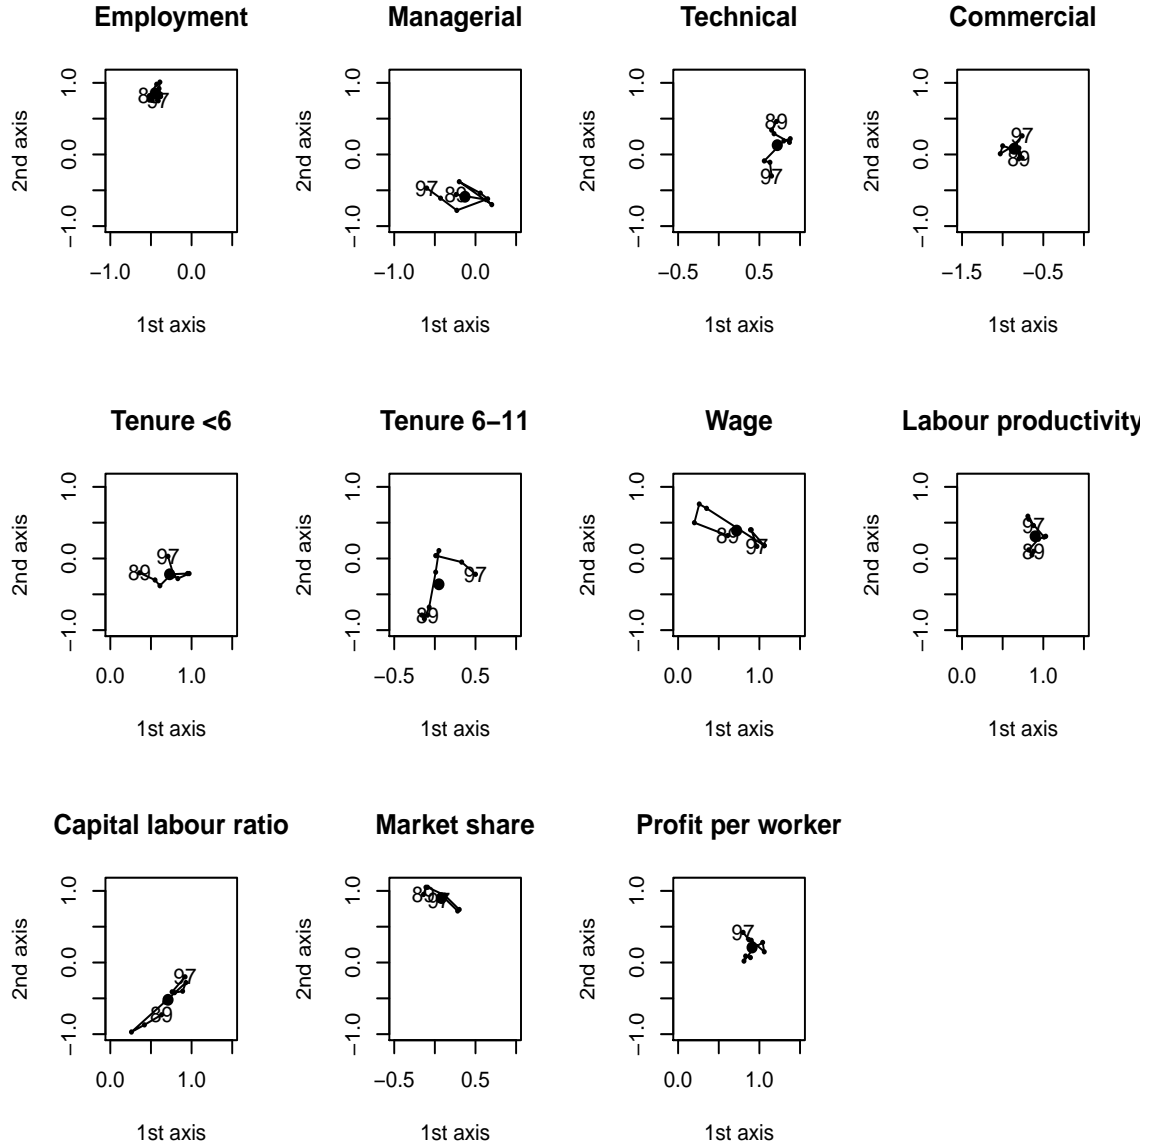 Employment Managerial Technical Commercial
1.0 1.0 1.0 1.0
89 97 89 97
97 97 89 97 89
0.0 0.0 0.0 0.0
−1.0 −1.0 −1.0 −1.0
2nd axis 2nd axis 2nd axis 2nd axis
−1.0 0.0 −1.0 0.0 −0.5 0.5 −1.5 −0.5
1st axis 1st axis 1st axis 1st axis
Tenure <6 Tenure 6−11 Wage Labour productivity
1.0 1.0 1.0 1.0
97 89 97 89 97 89 97 89
0.0 0.0 0.0 0.0
−1.0 −1.0 −1.0 −1.0
2nd axis 2nd axis 2nd axis 2nd axis
0.0 1.0 −0.5 0.5 0.0 1.0 0.0 1.0
1st axis 1st axis 1st axis 1st axis
Capital labour ratio Market share Profit per worker
1.0 1.0 1.0
97 89 89 97 97
0.0 0.0 0.0
−1.0 −1.0 −1.0
2nd axis 2nd axis 2nd axis
0.0 1.0 −0.5 0.5 0.0 1.0
1st axis 1st axis 1st axis